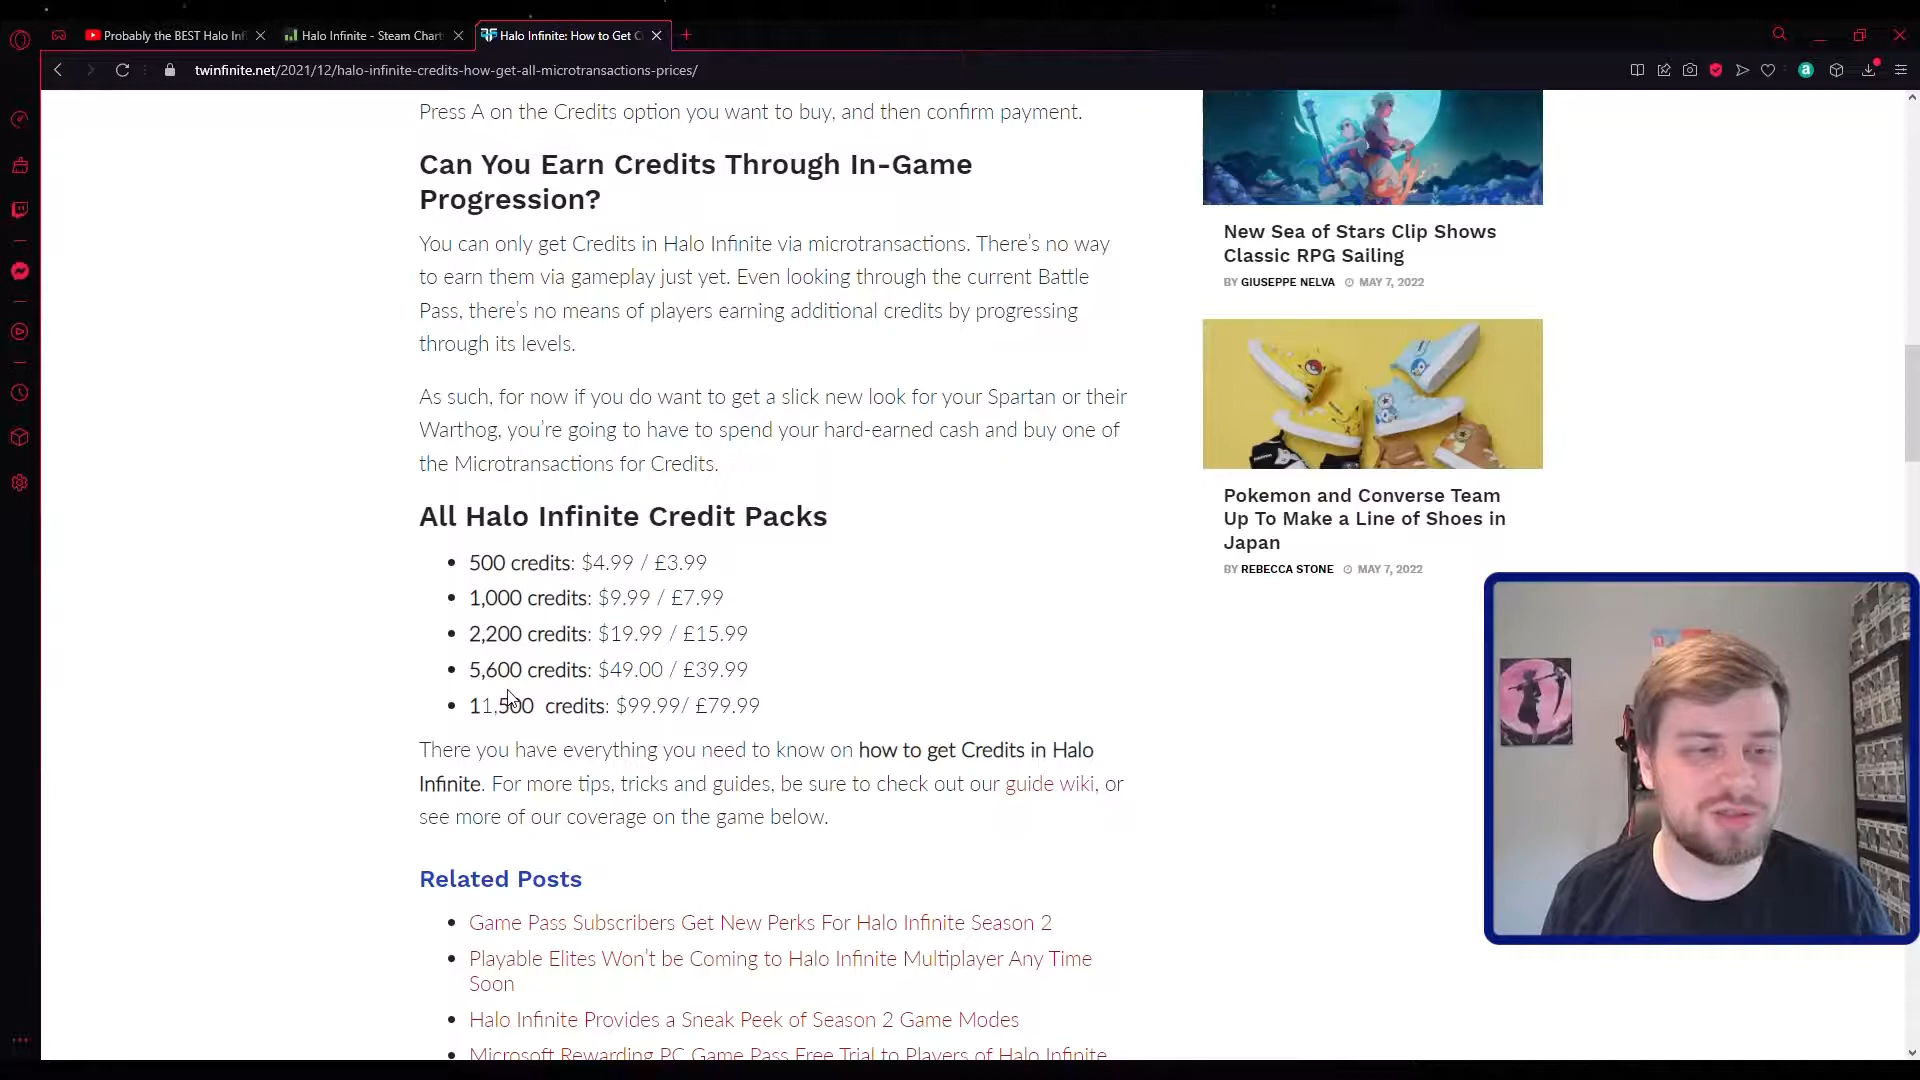 Probably the BEST Halo Inf
Halo Infinite - Steam Chart
Halo Infinite: How to Get C
twinfinite.net/2021/12/halo-infinite-credits-how-get-all-microtransactions-prices/
Press A on the Credits option you want to buy, and then confirm payment.
Can You Earn Credits Through In-Game
Progression?
You can only get Credits in Halo Infinite via microtransactions. There’s no way
to earn them via gameplay just yet. Even looking through the current Battle
Pass, there’s no means of players earning additional credits by progressing
through its levels.
As such, for now if you do want to get a slick new look for your Spartan or their
Warthog, you’re going to have to spend your hard-earned cash and buy one of
the Microtransactions for Credits.
All Halo Infinite Credit Packs
• 500 credits: $4.99 / £3.99
• 1,000 credits: $9.99 / £7.99
• 2,200 credits: $19.99 / £15.99
• 5,600 credits: $49.00 / £39.99
• 11,500 credits: $99.99/ £79.99
There you have everything you need to know on how to get Credits in Halo
Infinite. For more tips, tricks and guides, be sure to check out our guide wiki, or
see more of our coverage on the game below.
Related Posts
• Game Pass Subscribers Get New Perks For Halo Infinite Season 2
• Playable Elites Won’t be Coming to Halo Infinite Multiplayer Any Time
Soon
• Halo Infinite Provides a Sneak Peek of Season 2 Game Modes
• Microsoft Rewarding PC Game Pass Free Trial to Players of Halo Infinite
New Sea of Stars Clip Shows
Classic RPG Sailing
BY GIUSEPPE NELVA MAY 7, 2022
Pokemon and Converse Team
Up To Make a Line of Shoes in
Japan
BY REBECCA STONE MAY 7, 2022